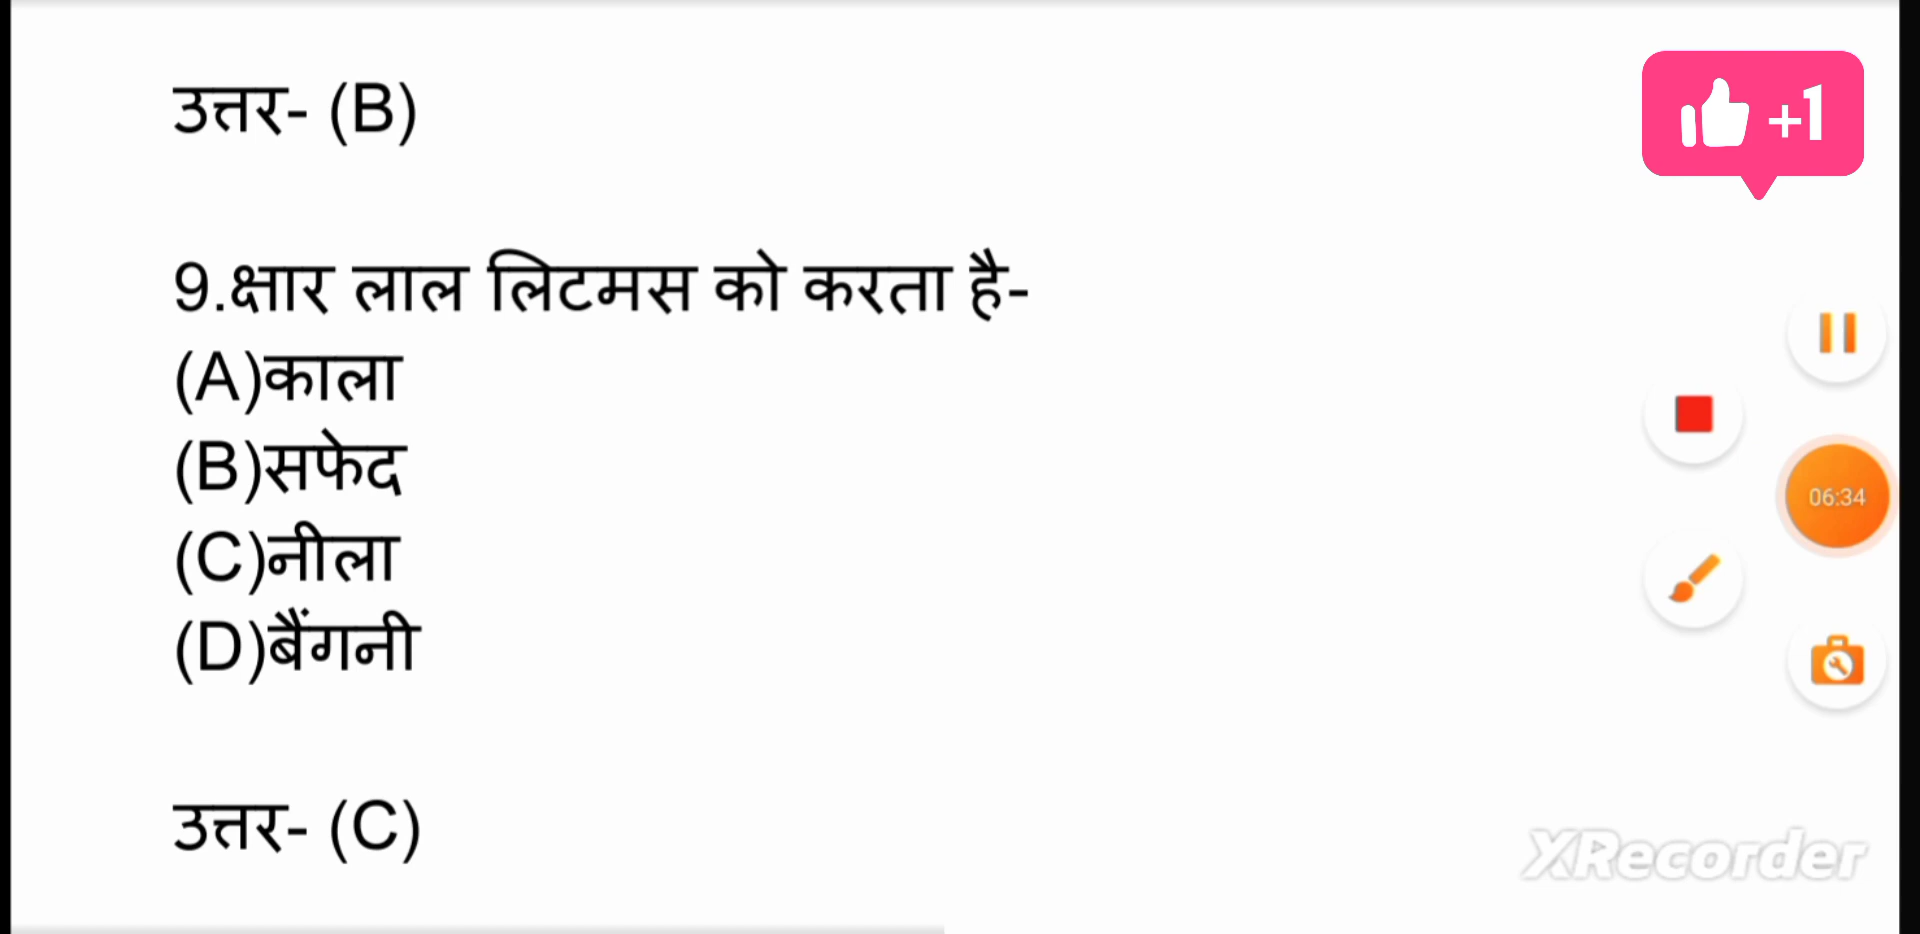 उत्तर- (B)
+1
9.क्षार लाल लिटमस को करता है-
(A)काला
(B)सफेद
(C)नीला
(D)बैंगनी
06:34
उत्तर- (C)
XRecorder